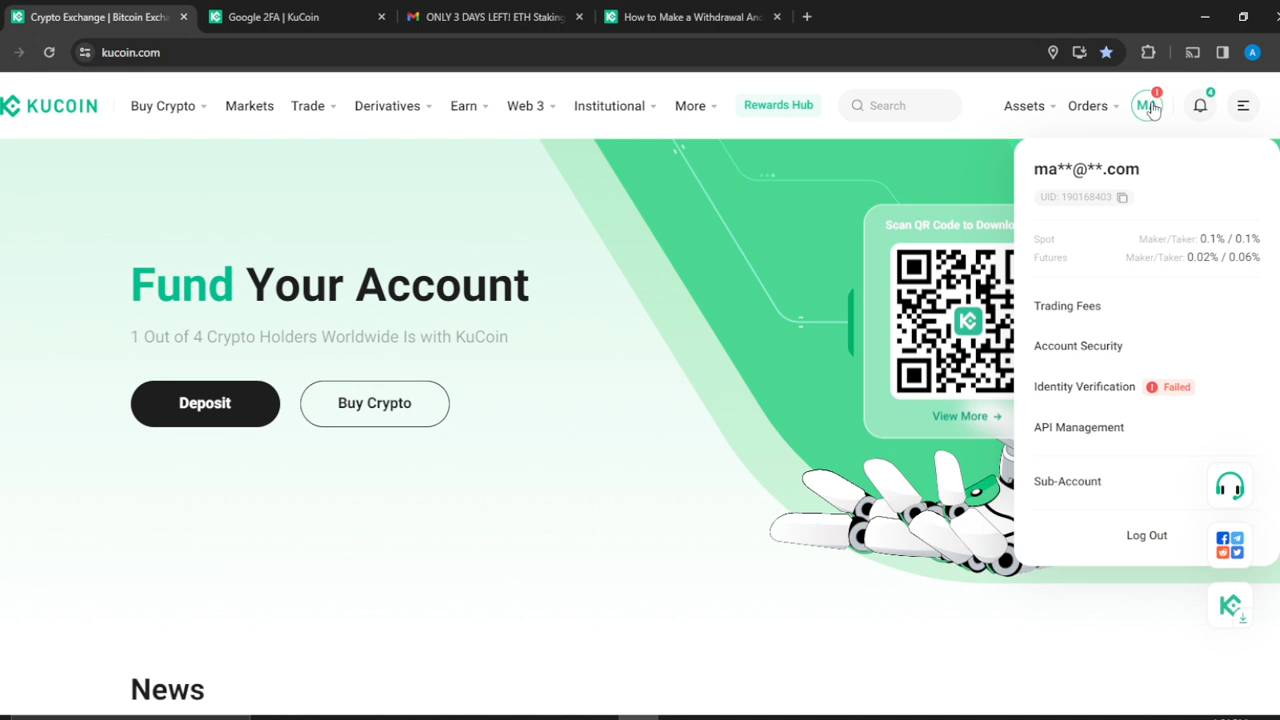 Crypto Exchange | Bitcoin Excha
Google 2FA | KuCoin
ONLY 3 DAYS LEFT! ETH Staking
How to Make a Withdrawal And
kucoin.com
A
KUCOIN
Buy Crypto
Markets
Trade
Derivatives
Earn
Web 3
Institutional
More
Rewards Hub
Search
Assets
Orders
MA
4
ma**@**.com
UID: 190168403
Scan QR Code to Downlo
Spot Maker/Taker: 0.1% / 0.1%
Futures Maker/Taker: 0.02% / 0.06%
Fund Your Account
1 Out of 4 Crypto Holders Worldwide Is with KuCoin
Deposit
Buy Crypto
View More
Trading Fees
Account Security
Identity Verification Failed
API Management
Sub-Account
Log Out
News